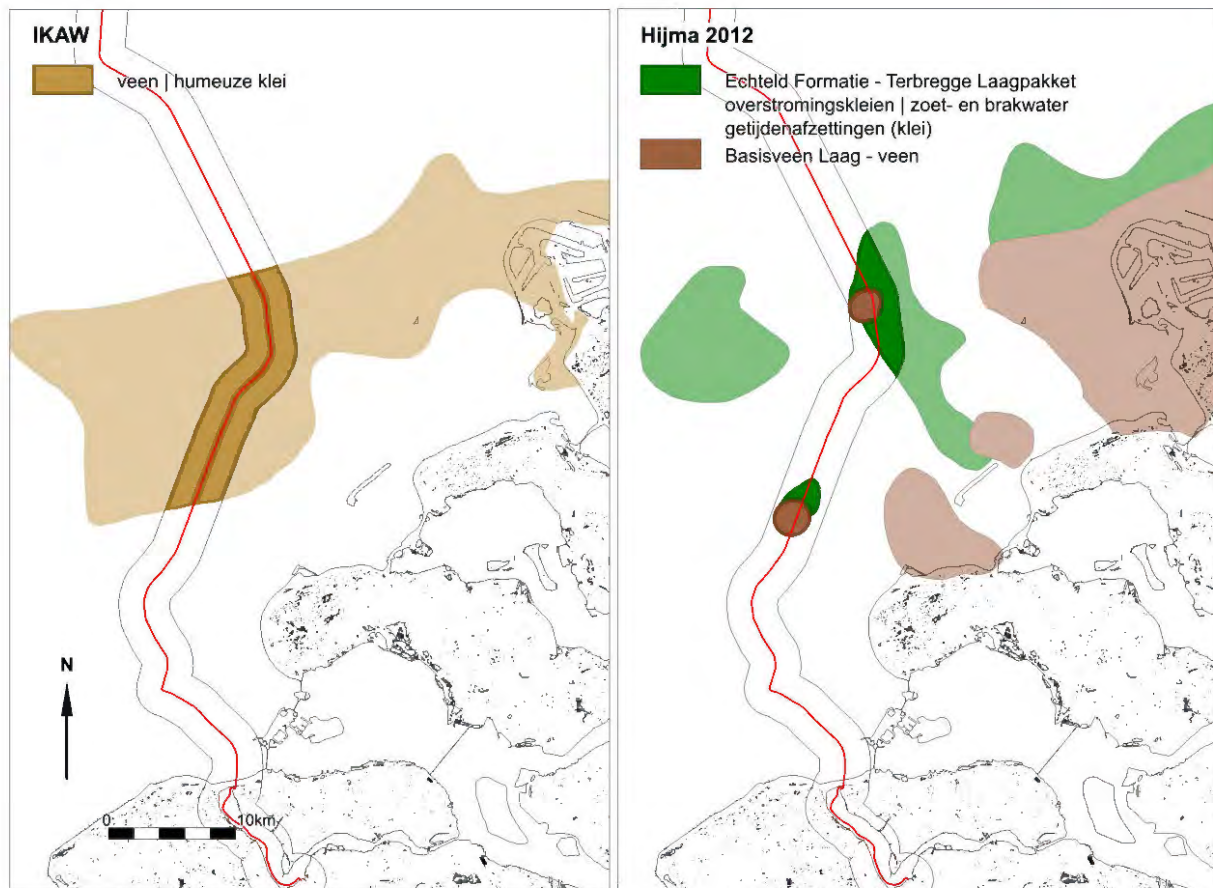 IKAW
veen | humeuze klei
N
0
10km
Hijma 2012
Echteld Formatie - Terbregge Laagpakket
overstromingskleien | zoet- en brakwater
getijdenafzettingen (klei)
Basisveen Laag - veen